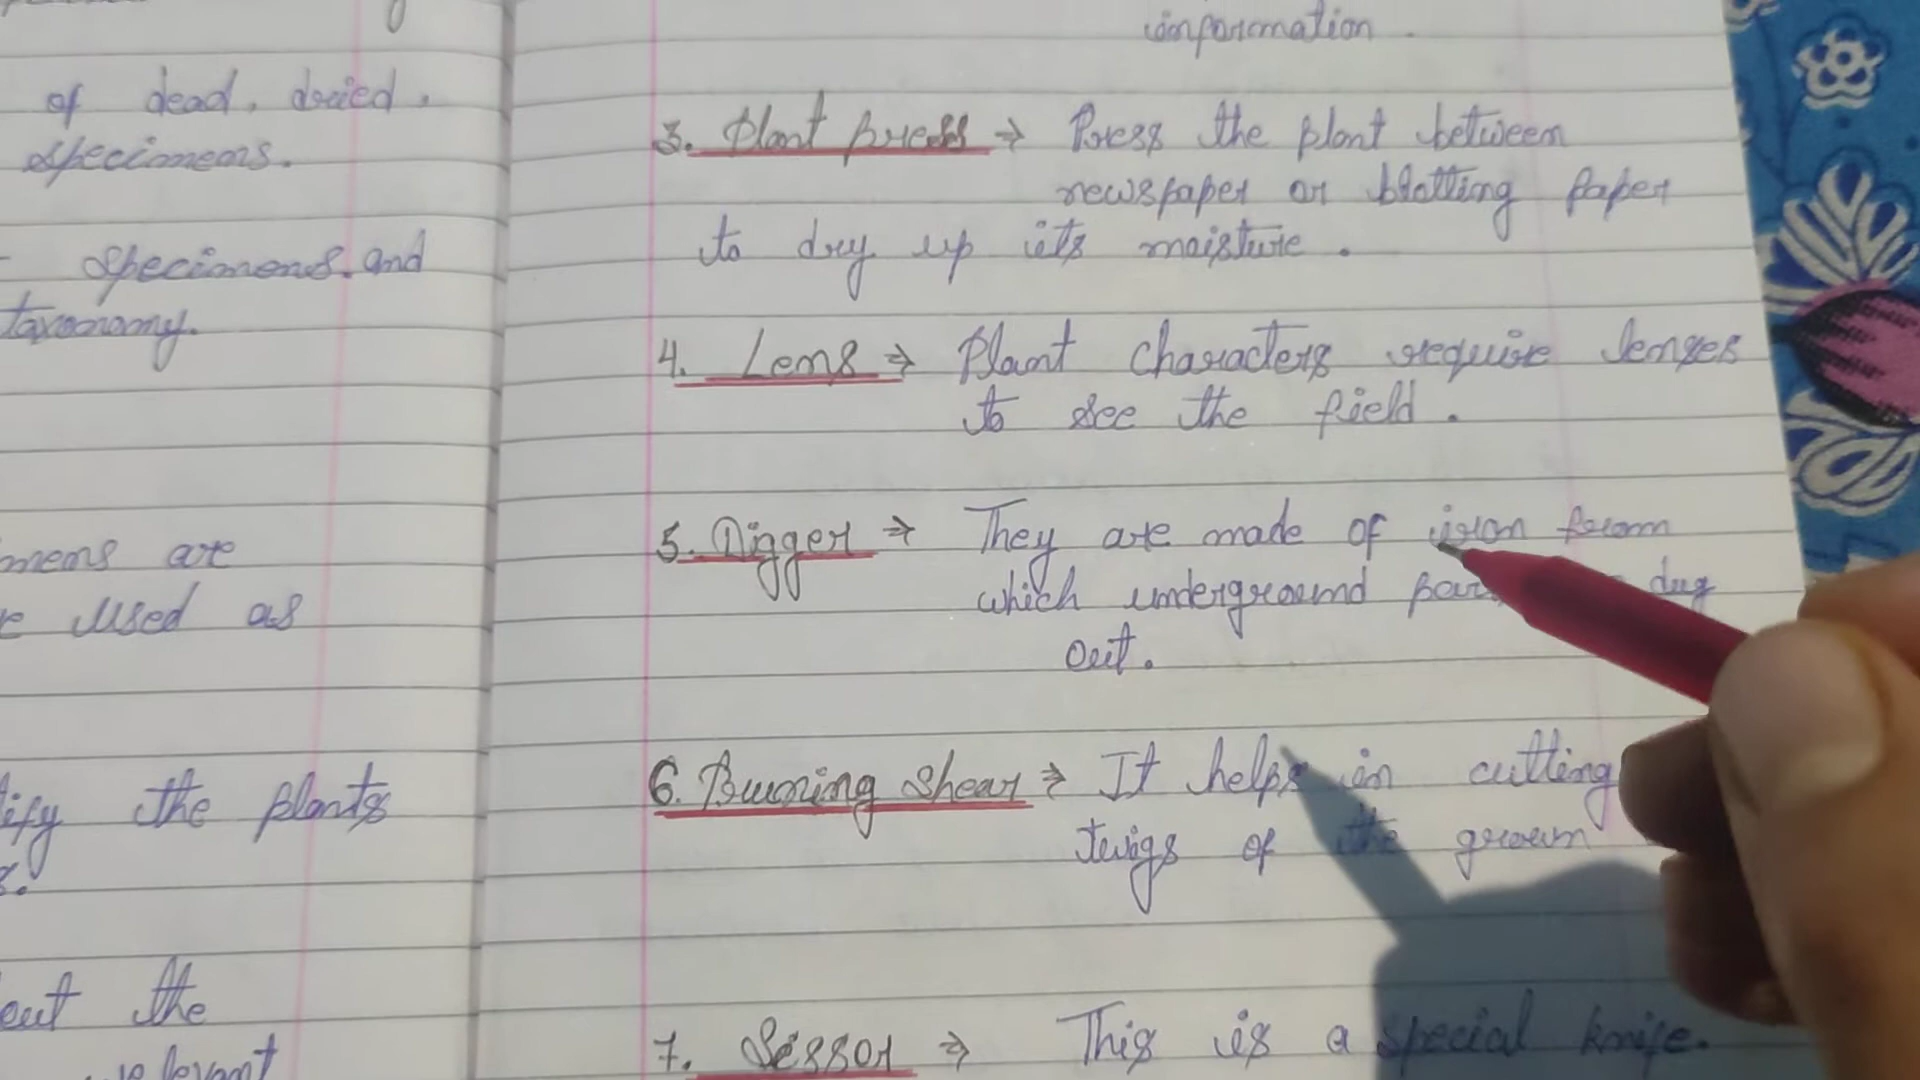 of dead, dried.
specimens.
specimens and
taxonomy.
mens are
e used as
ify the plants
out the
relevant
information.
3. Plant press ⇒ Press the plant between
newspaper or blotting paper
to dry up its moisture.
4. Lens ⇒ Plant characters require lenses
to see the field.
5. Digger ⇒ They are made of iron from
which underground par dug
out.
6. Pruning shear ⇒ It helps in cutting
twigs of the grown
7. Sessor ⇒ This is a special knife.